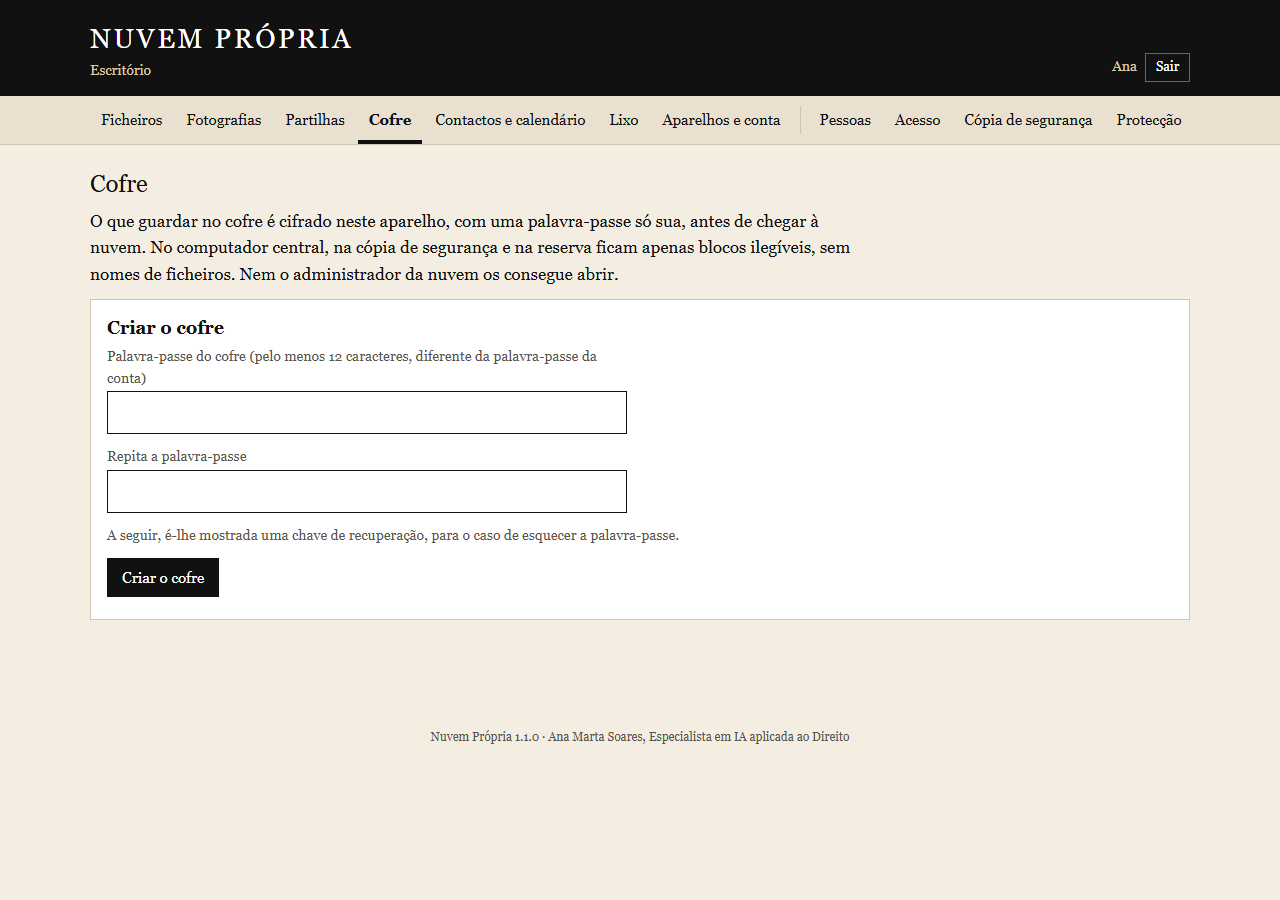 NUVEM PRÓPRIA
Escritório
Ana
Sair
Ficheiros
Fotografias
Partilhas
Cofre
Contactos e calendário
Lixo
Aparelhos e conta
Pessoas
Acesso
Cópia de segurança
Protecção
Cofre
O que guardar no cofre é cifrado neste aparelho, com uma palavra-passe só sua, antes de chegar à
nuvem. No computador central, na cópia de segurança e na reserva ficam apenas blocos ilegíveis, sem
nomes de ficheiros. Nem o administrador da nuvem os consegue abrir.
Criar o cofre
Palavra-passe do cofre (pelo menos 12 caracteres, diferente da palavra-passe da
conta)
Repita a palavra-passe
A seguir, é-lhe mostrada uma chave de recuperação, para o caso de esquecer a palavra-passe.
Criar o cofre
Nuvem Própria 1.1.0 · Ana Marta Soares, Especialista em IA aplicada ao Direito